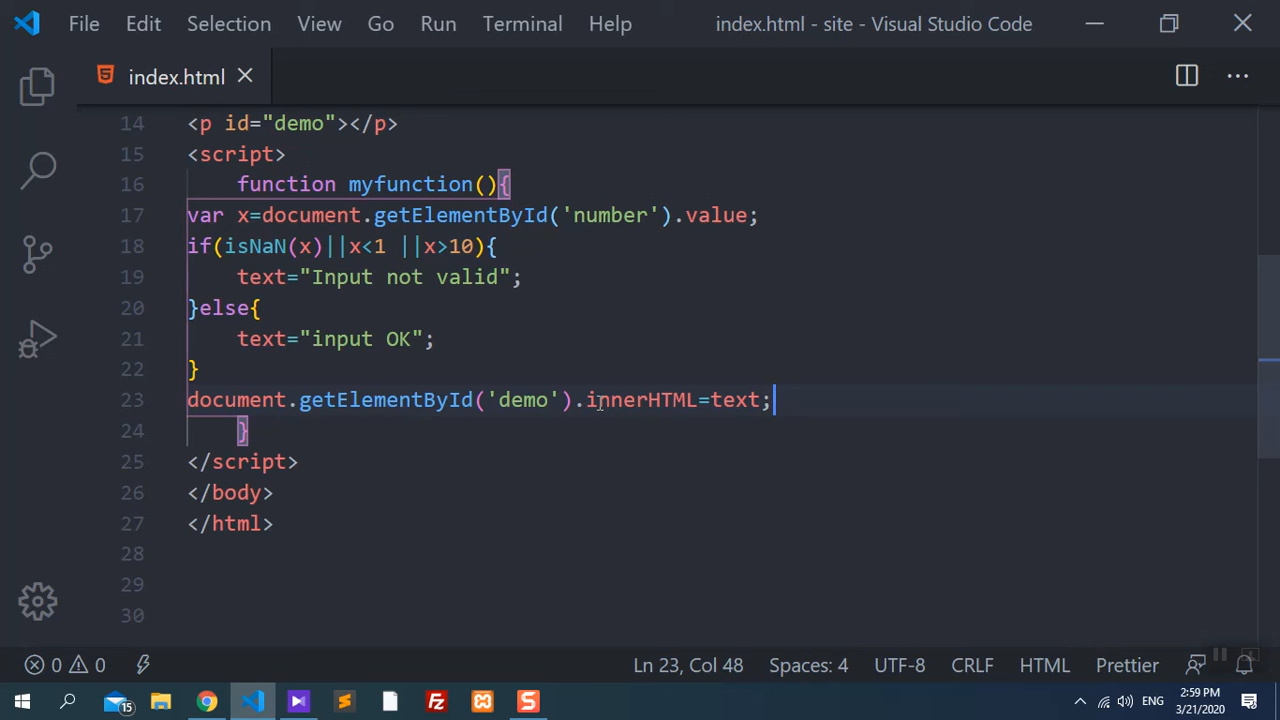 File Edit Selection View Go Run Terminal Help index.html - site - Visual Studio Code
index.html
14 <p id="demo"></p>
15 <script>
16 function myfunction(){
17 var x=document.getElementById('number').value;
18 if(isNaN(x)||x<1 ||x>10){
19 text="Input not valid";
20 }else{
21 text="input OK";
22 }
23 document.getElementById('demo').innerHTML=text;
24 }
25 </script>
26 </body>
27 </html>
28
29
30
0 0 Ln 23, Col 48 Spaces: 4 UTF-8 CRLF HTML Prettier
15 ENG 2:59 PM
3/21/2020